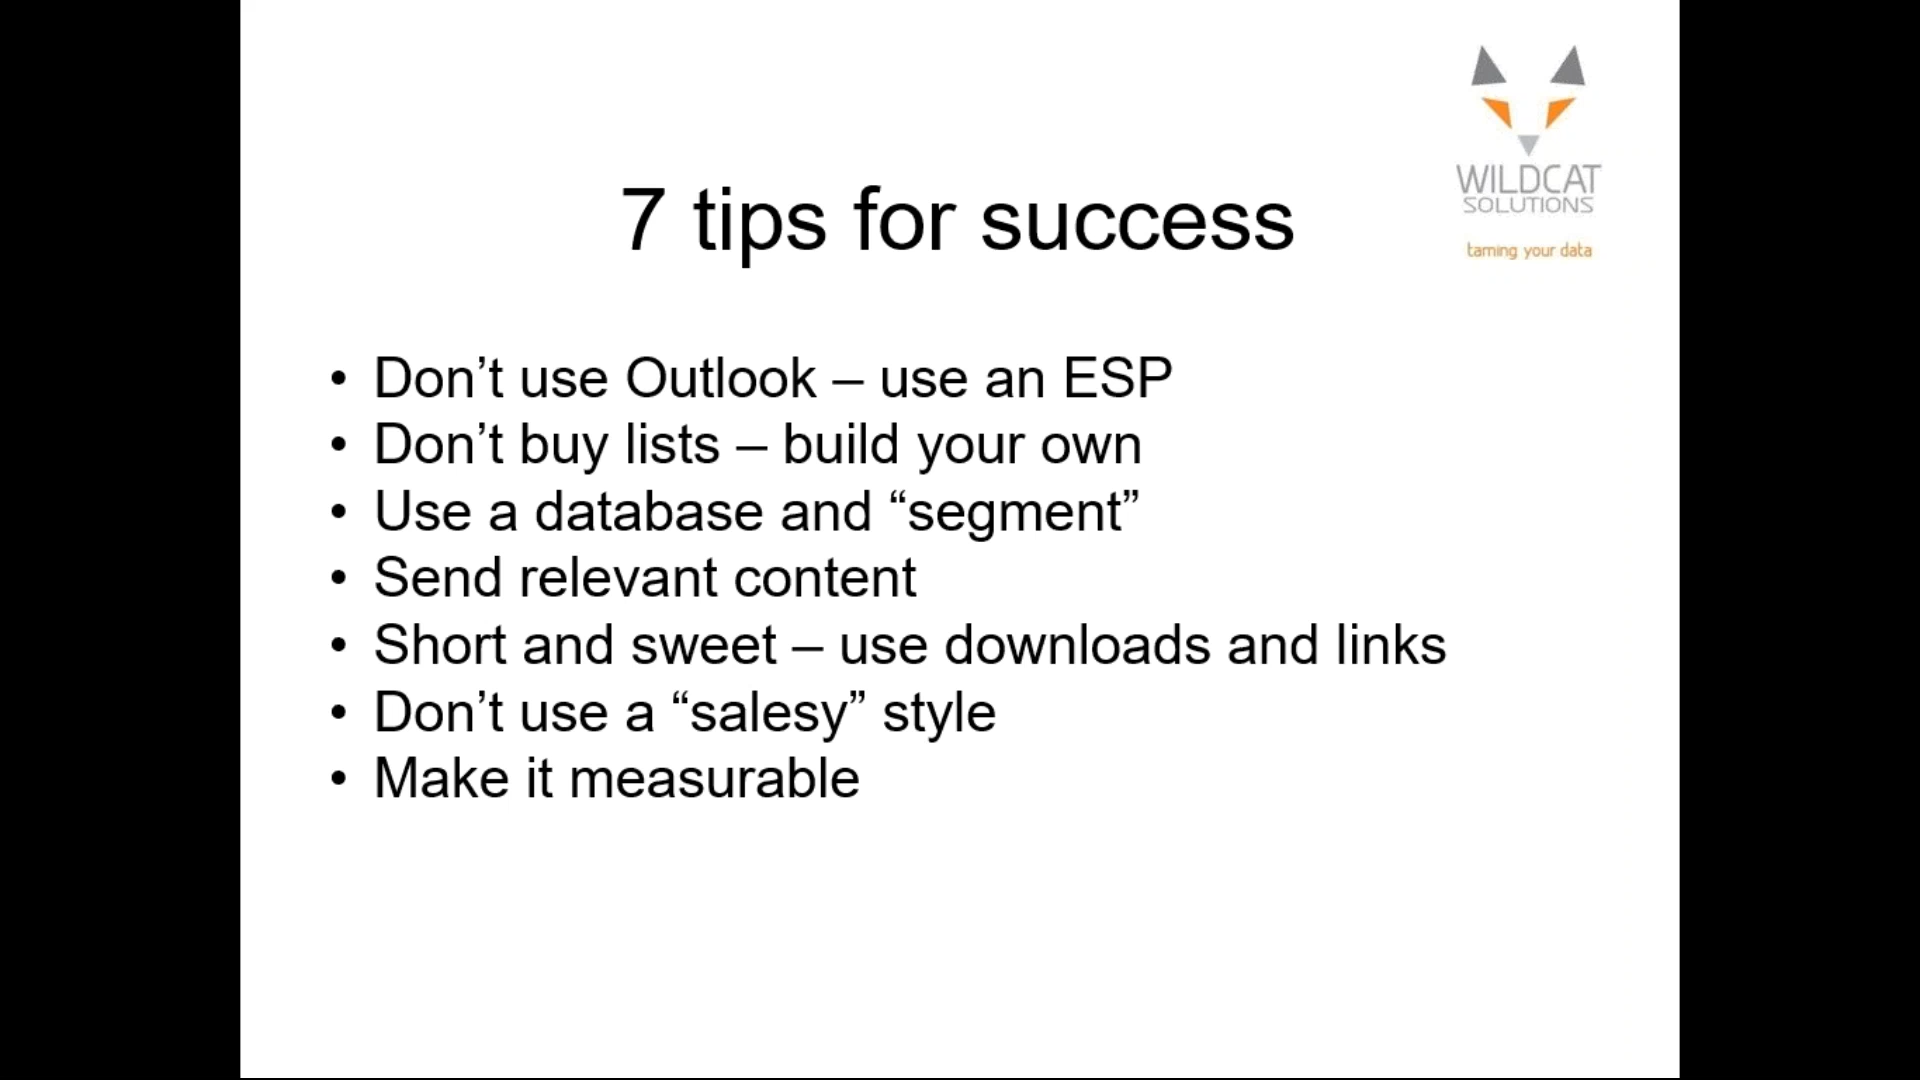 WILDCAT
SOLUTIONS
taming your data
7 tips for success
• Don’t use Outlook – use an ESP
• Don’t buy lists – build your own
• Use a database and “segment”
• Send relevant content
• Short and sweet – use downloads and links
• Don’t use a “salesy” style
• Make it measurable